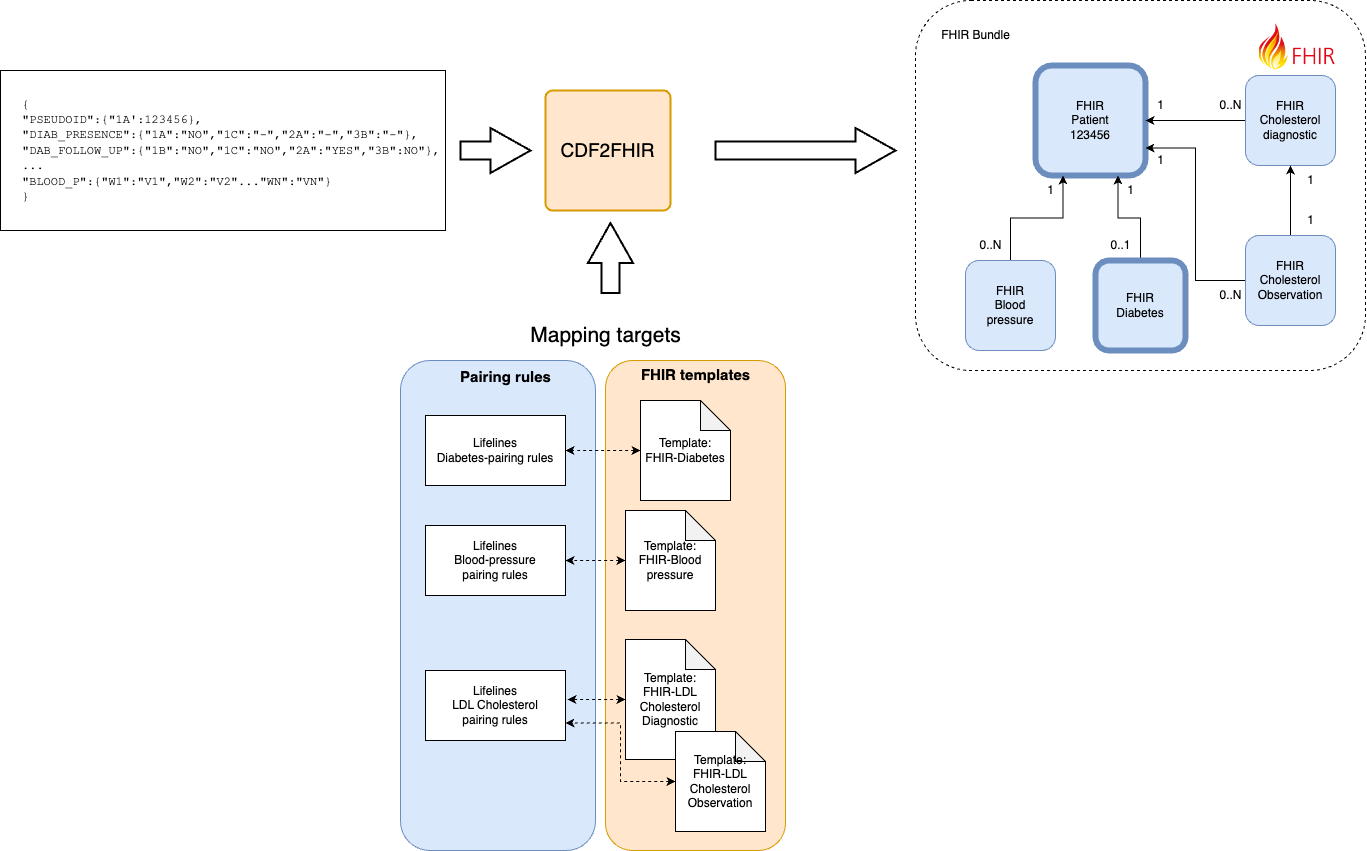 {
"PSEUDOID":{"1A':123456},
"DIAB_PRESENCE":{"1A":"NO","1C":"-","2A":"-","3B":"-"},
"DAB_FOLLOW_UP":{"1B":"NO","1C":"NO","2A":"YES","3B":NO"},
...
"BLOOD_P":{"W1":"V1","W2":"V2"..."WN":"VN"}
}
CDF2FHIR
FHIR Bundle
FHIR
FHIR
Patient
123456
1
0..N
FHIR
Cholesterol
diagnostic
1
1
1
1
1
0..N
0..1
0..N
FHIR
Blood
pressure
FHIR
Diabetes
FHIR
Cholesterol
Observation
Mapping targets
Pairing rules
FHIR templates
Lifelines
Diabetes-pairing rules
Template:
FHIR-Diabetes
Lifelines
Blood-pressure
pairing rules
Template:
FHIR-Blood
pressure
Lifelines
LDL Cholesterol
pairing rules
Template:
FHIR-LDL
Cholesterol
Diagnostic
Template:
FHIR-LDL
Cholesterol
Observation